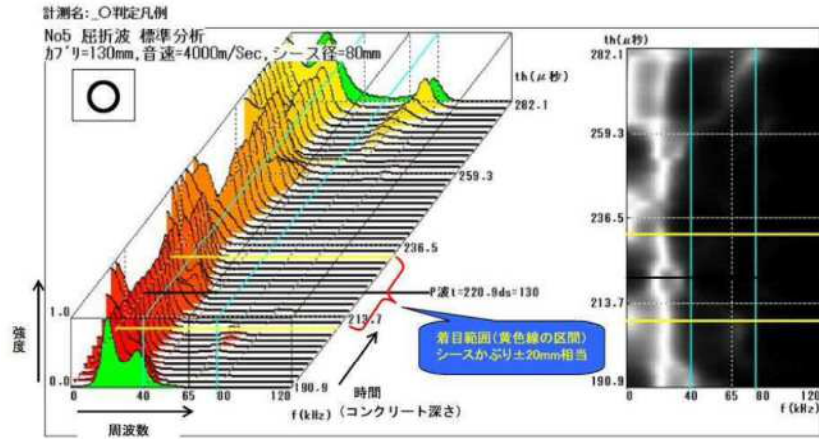 計測名:_〇判定凡例
No5 屈折波 標準分析
ｶﾌﾞﾘ=130mm,音速=4000m/Sec,シース径=80mm
th(μ秒)
282.1
259.3
236.5
P波t=220.9ds=130
213.7
190.9
1.0
0.0
強度
0
40
65
80
120
f(kHz)
周波数
時間
(コンクリート深さ)
着目範囲(黄色線の区間)
シースかぶり±20mm相当
th(μ秒)
282.1
259.3
236.5
213.7
190.9
0
40
65
80
120
f(kHz)